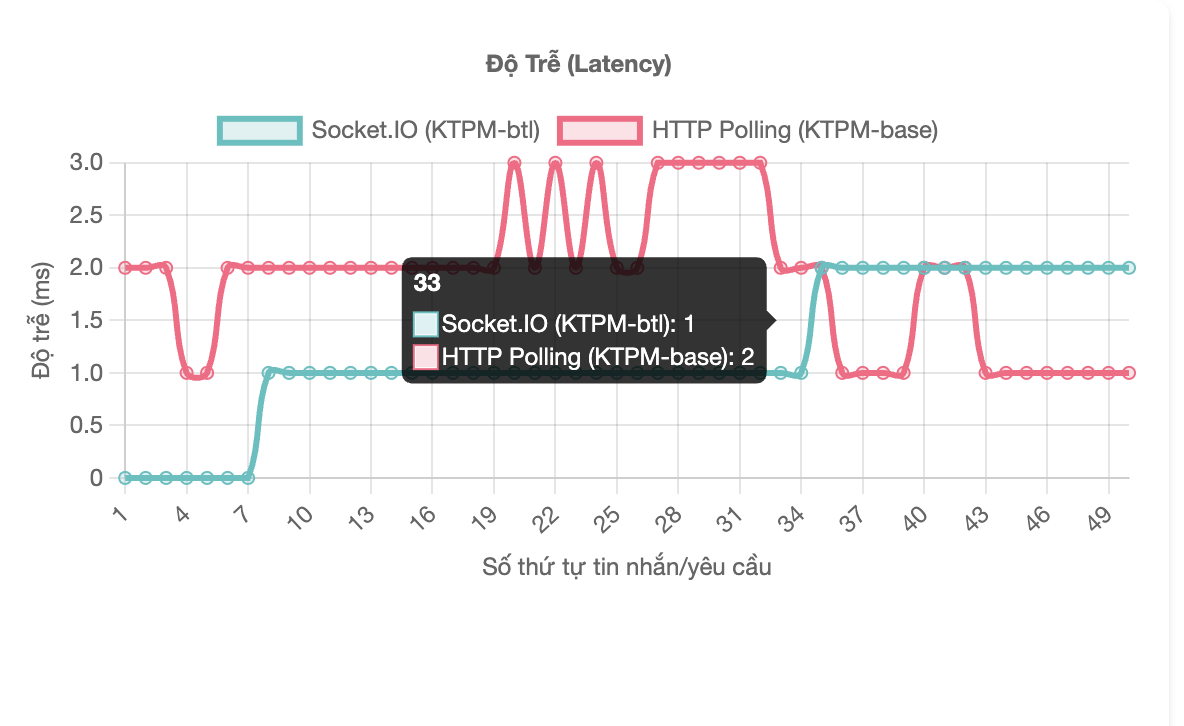 Độ Trễ (Latency)
Socket.IO (KTPM-btl) HTTP Polling (KTPM-base)
3.0
2.5
2.0
1.5
1.0
0.5
0
Độ trễ (ms)
33
Socket.IO (KTPM-btl): 1
HTTP Polling (KTPM-base): 2
1 4 7 10 13 16 19 22 25 28 31 34 37 40 43 46 49
Số thứ tự tin nhắn/yêu cầu